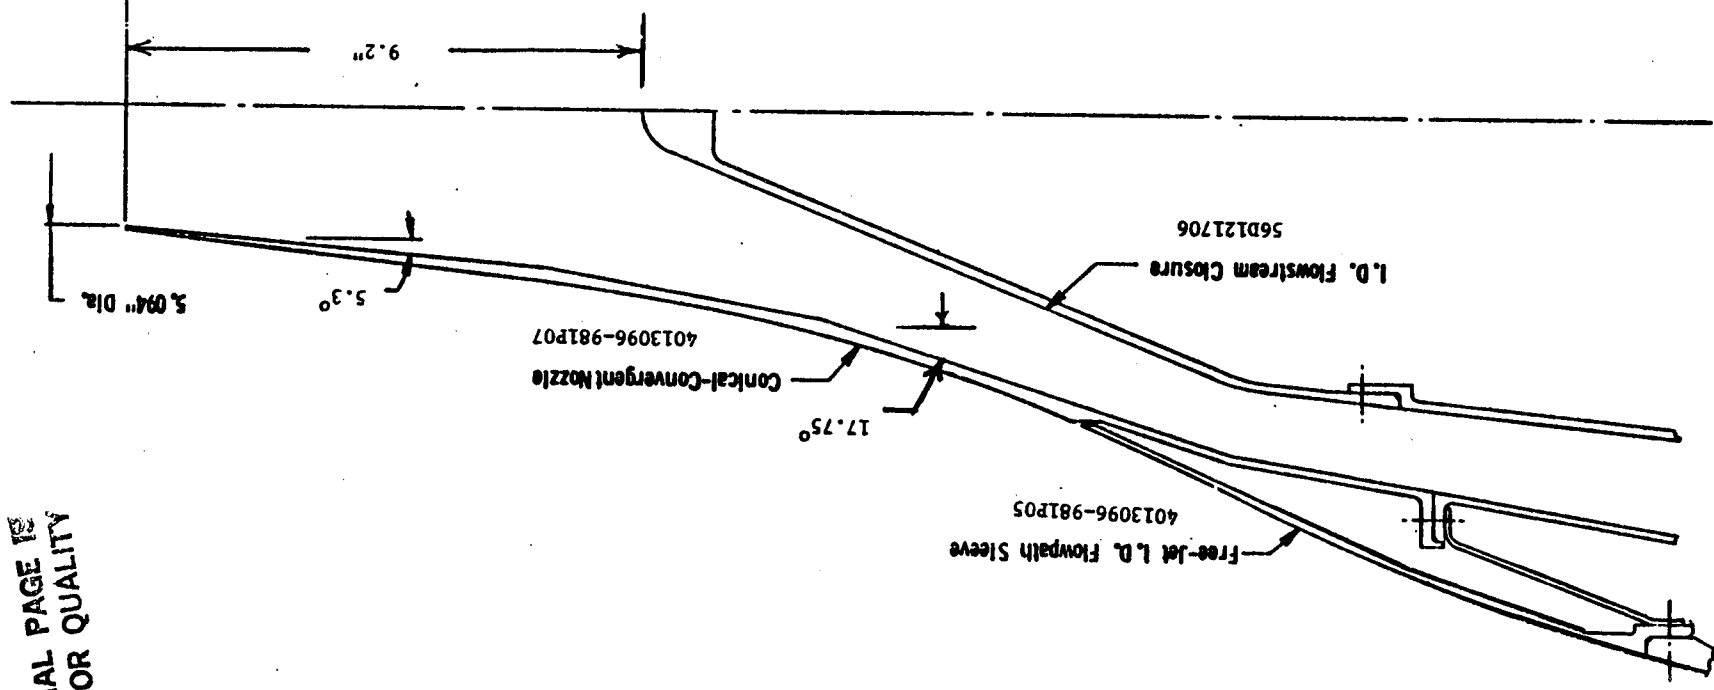 Free-Jet I.D. Flowpath Sleeve
4013096-981P05
17.75°
Conical-Convergent Nozzle
4013096-981P07
5.3°
5.094" Dia.
I.D. Flowstream Closure
56D121706
9.2"
AL PAGE
OR QUALITY